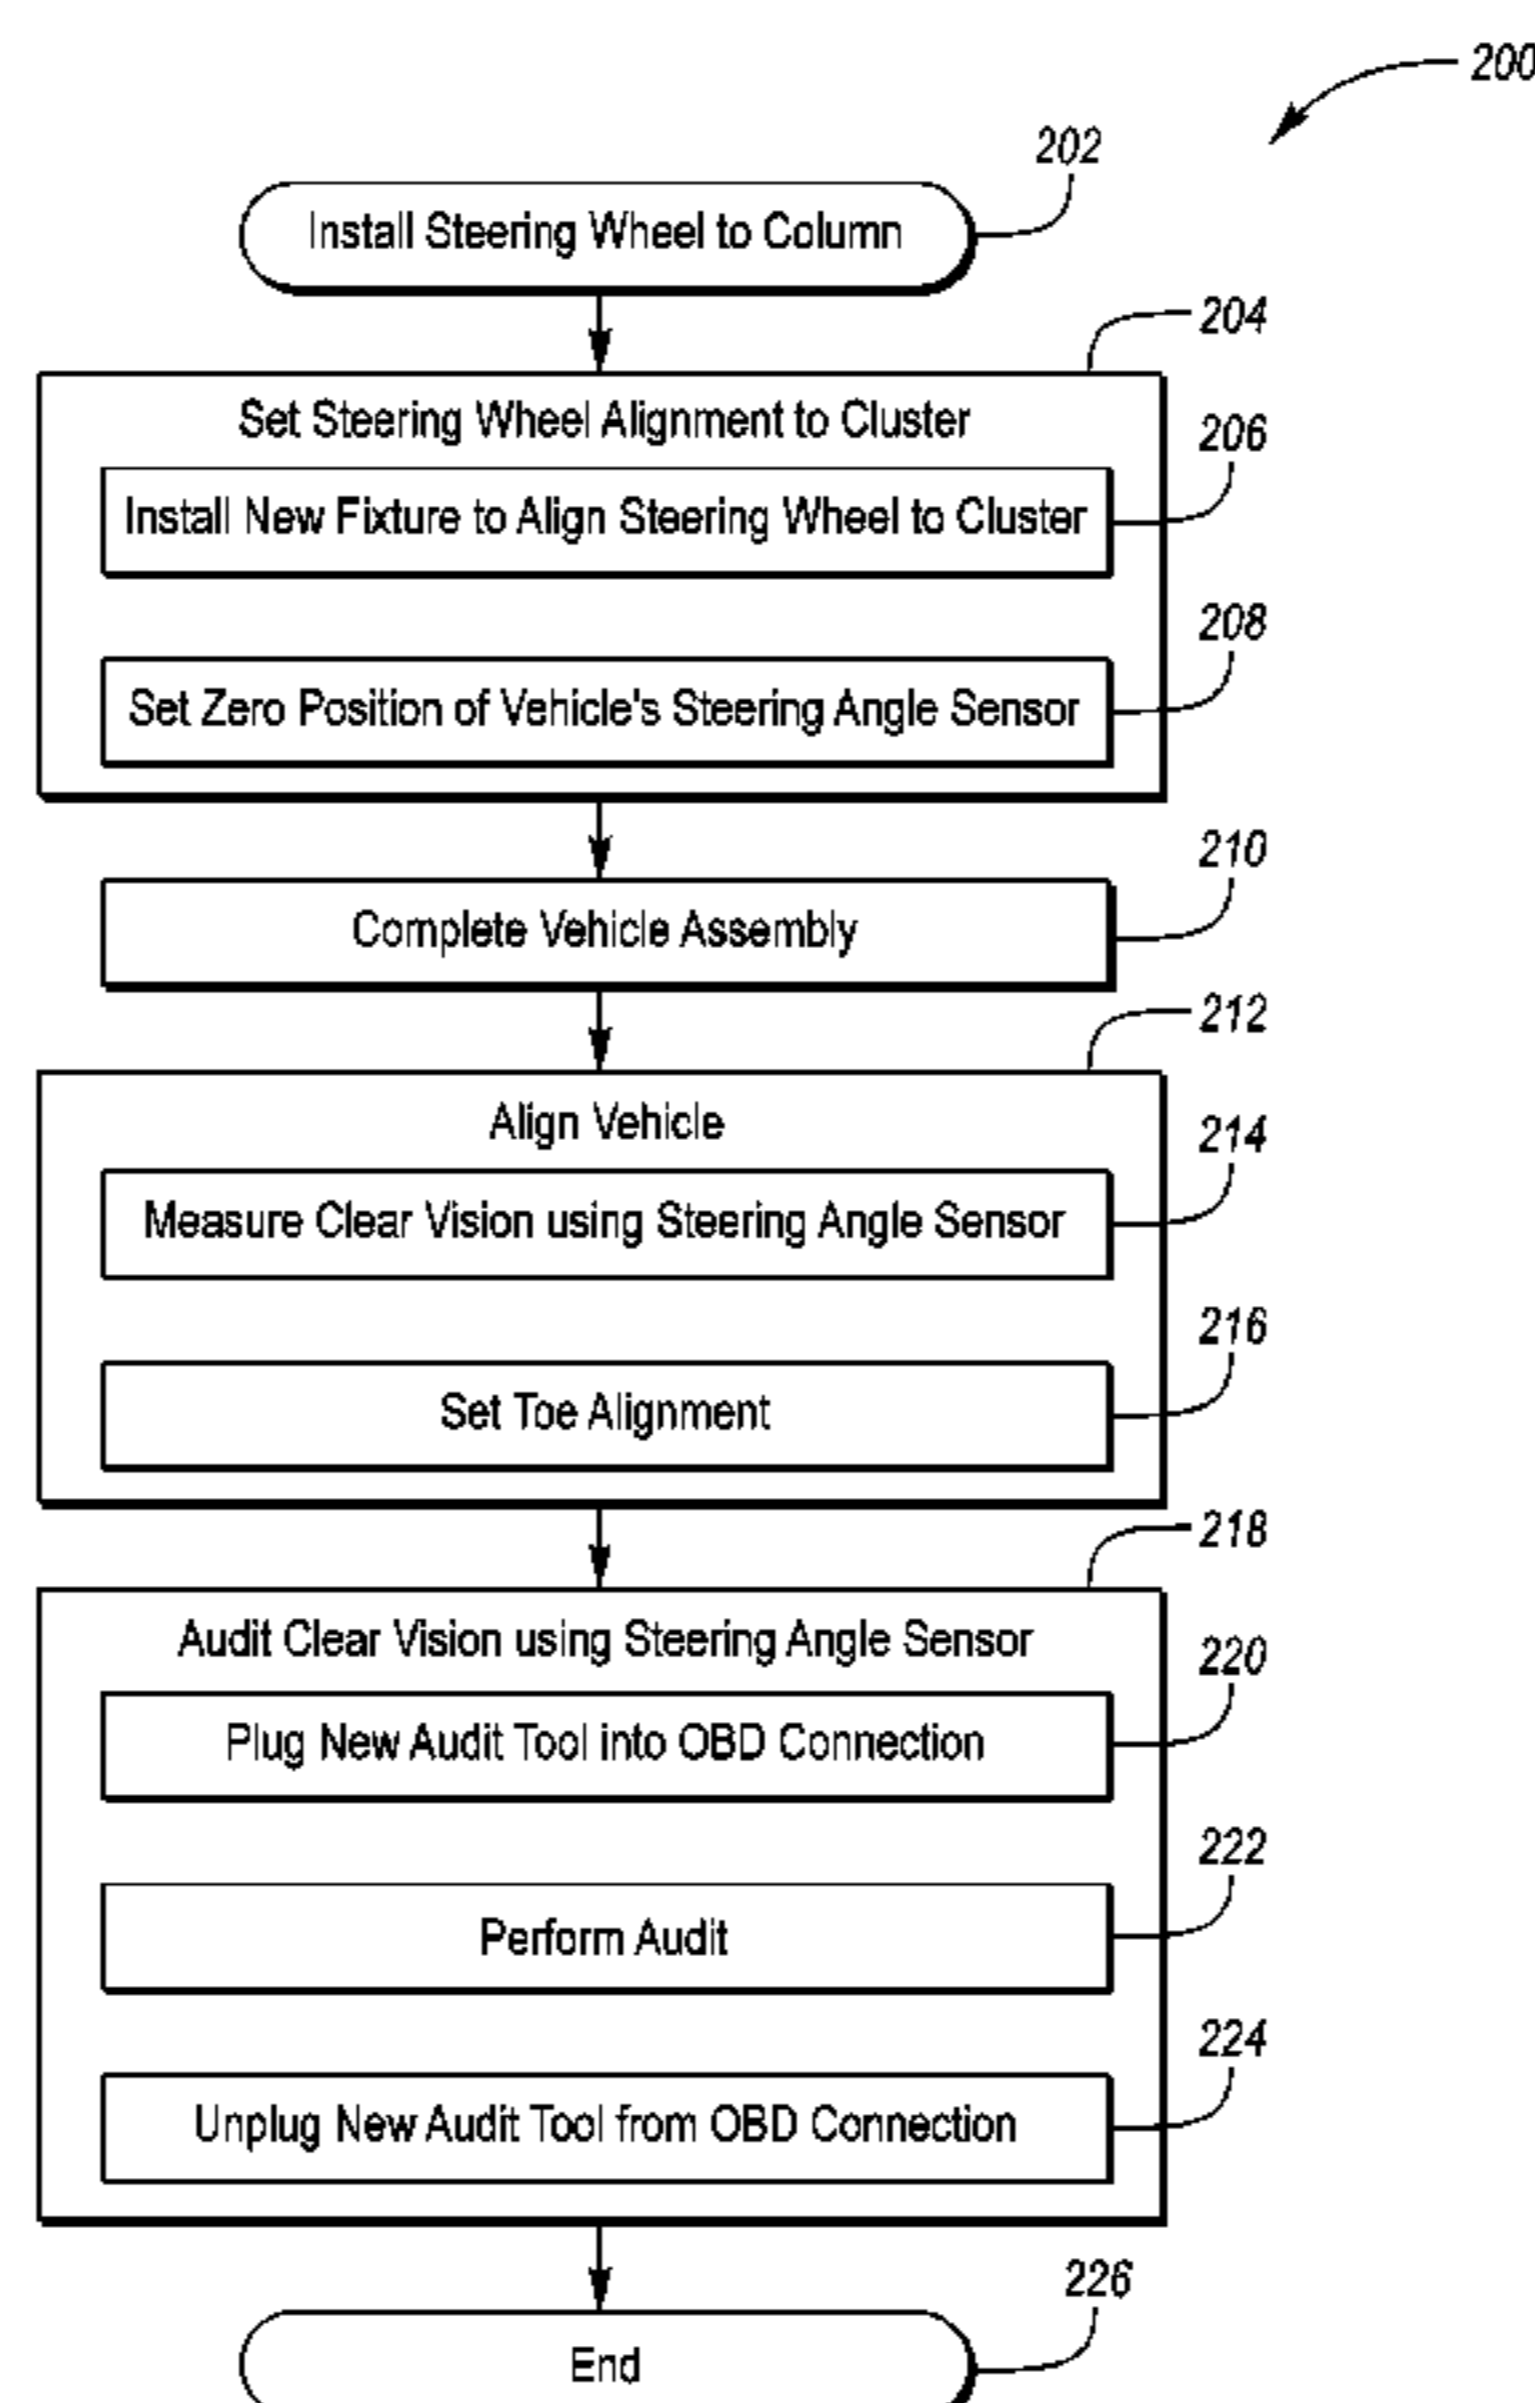 200
202
Install Steering Wheel to Column
204
Set Steering Wheel Alignment to Cluster
206
Install New Fixture to Align Steering Wheel to Cluster
208
Set Zero Position of Vehicle's Steering Angle Sensor
210
Complete Vehicle Assembly
212
Align Vehicle
214
Measure Clear Vision using Steering Angle Sensor
216
Set Toe Alignment
218
Audit Clear Vision using Steering Angle Sensor
220
Plug New Audit Tool into OBD Connection
222
Perform Audit
224
Unplug New Audit Tool from OBD Connection
226
End